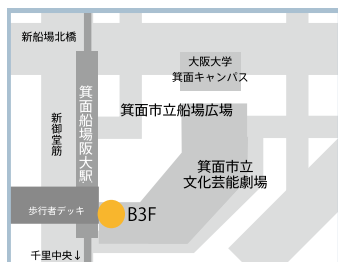 新船場北橋
大阪大学
箕面キャンパス
箕面船場阪大駅
箕面市立船場広場
新御堂筋
箕面市立
文化芸能劇場
歩行者デッキ
B3F
千里中央↓